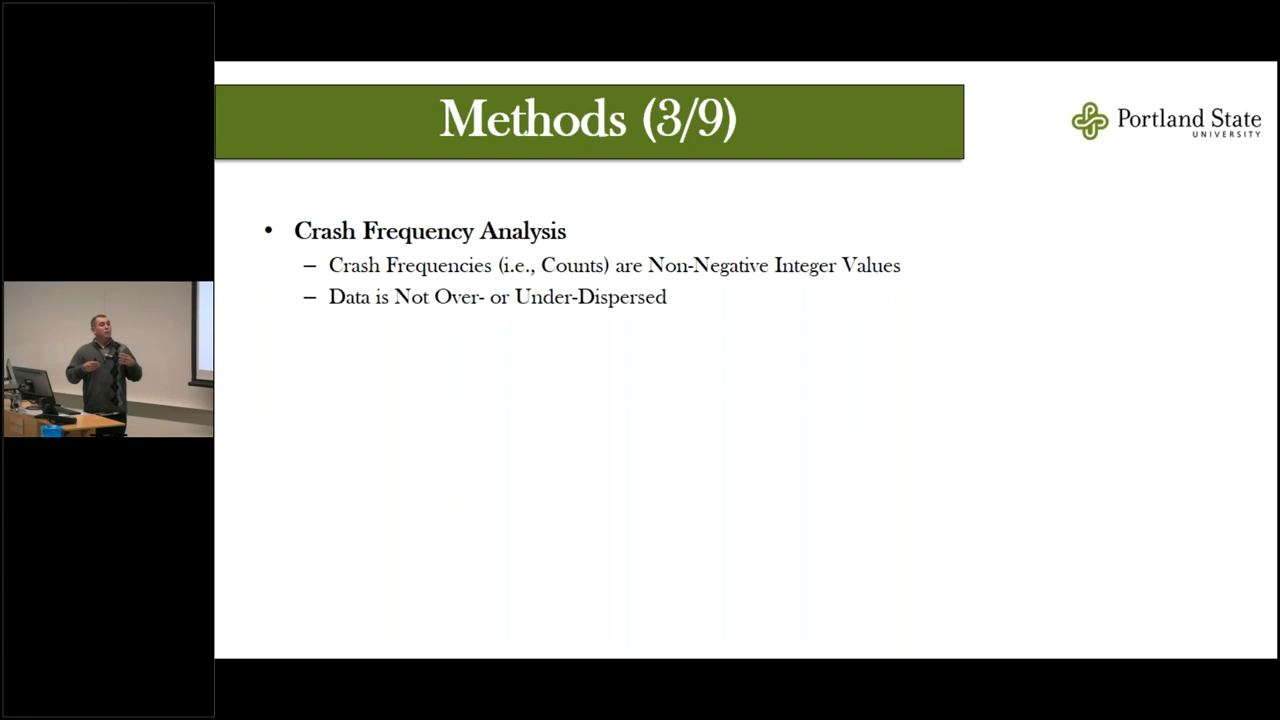 Methods (3/9)
Portland State
UNIVERSITY
• Crash Frequency Analysis
– Crash Frequencies (i.e., Counts) are Non-Negative Integer Values
– Data is Not Over- or Under-Dispersed